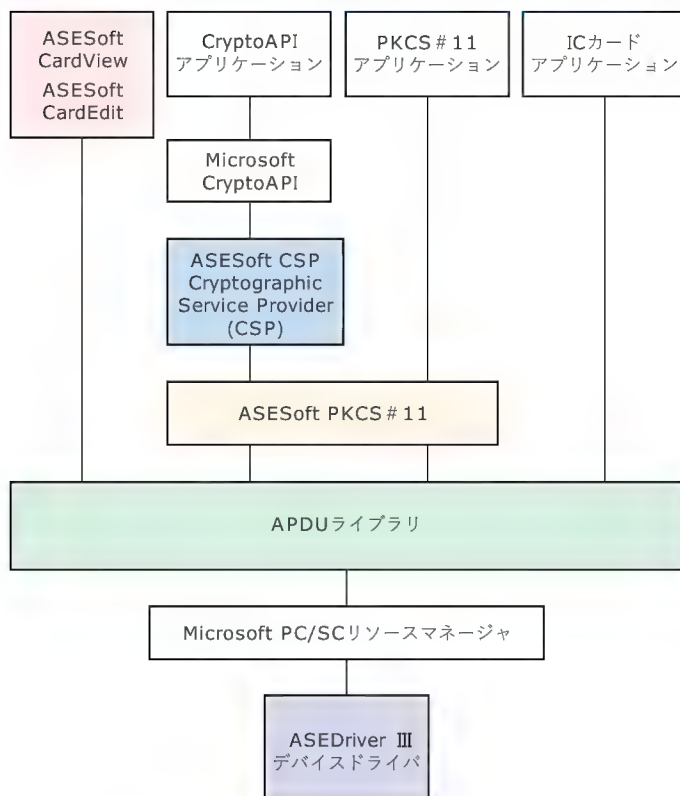 ASESoft
CardView
ASESoft
CardEdit
CryptoAPI
アプリケーション
PKCS#11
アプリケーション
ICカード
アプリケーション
Microsoft
CryptoAPI
ASESoft CSP
Cryptographic
Service Provider
(CSP)
ASESoft PKCS#11
APDUライブラリ
Microsoft PC/SCリソースマネージャ
ASEDriver Ⅲ
デバイスドライバ